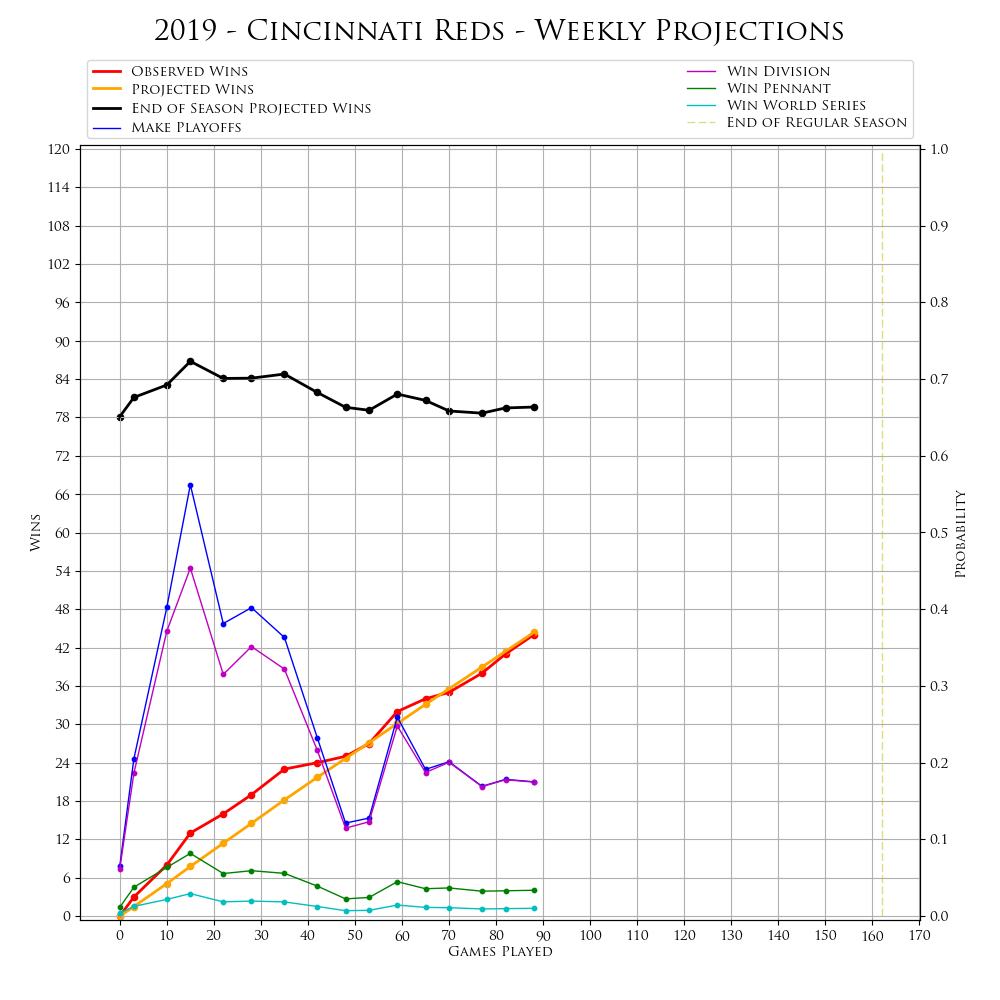 2019 - Cincinnati Reds - Weekly Projections
Observed Wins
Projected Wins
End of Season Projected Wins
Make Playoffs
Win Division
Win Pennant
Win World Series
End of Regular Season
120
114
108
102
96
90
84
78
72
66
60
54
48
42
36
30
24
18
12
6
0
Wins
1.0
0.9
0.8
0.7
0.6
0.5
0.4
0.3
0.2
0.1
0.0
Probability
0 10 20 30 40 50 60 70 80 90 100 110 120 130 140 150 160 170
Games Played